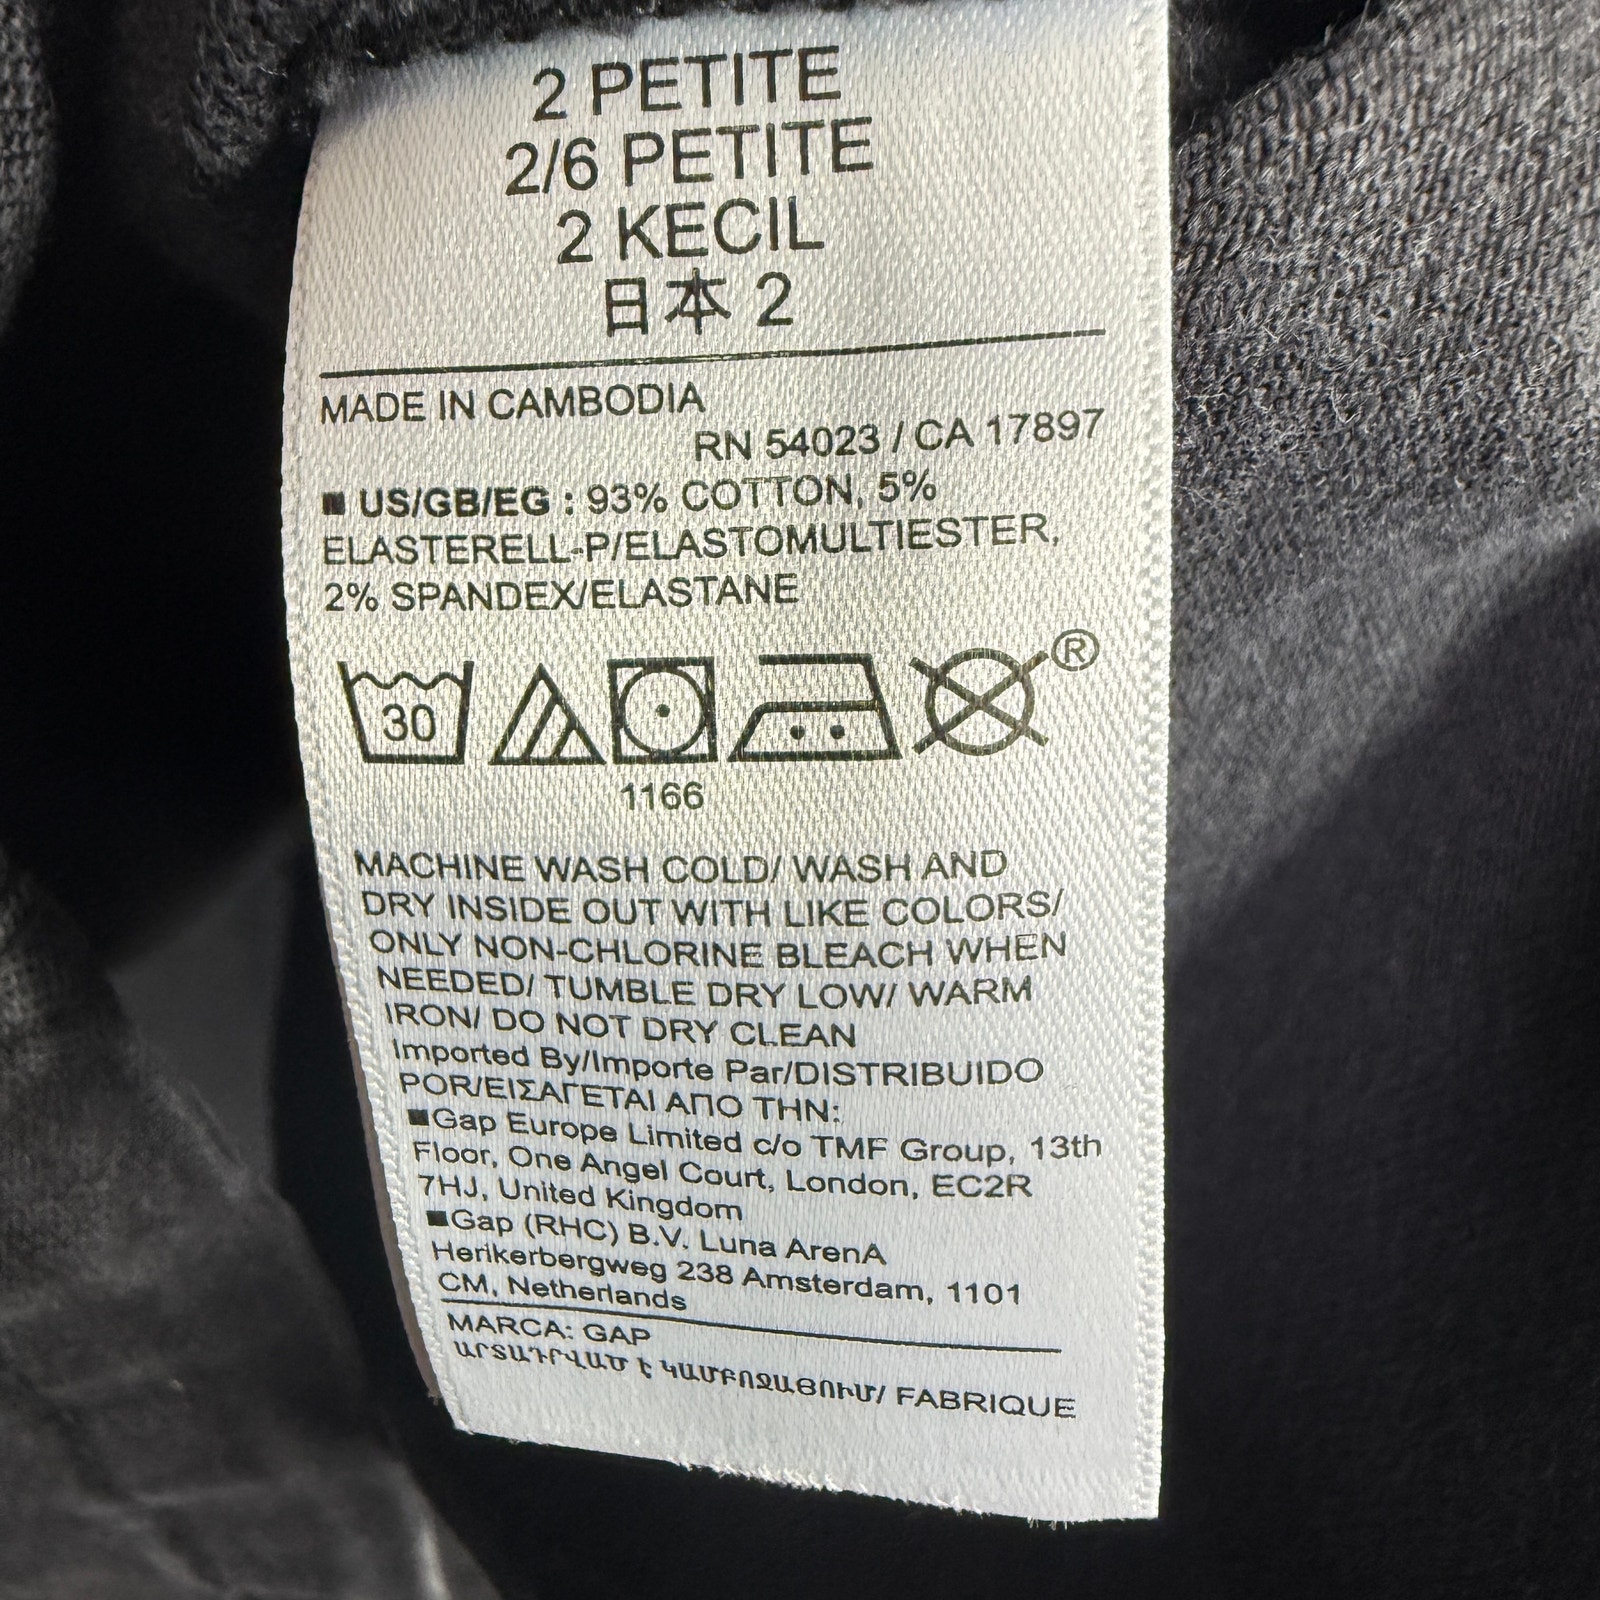 2 PETITE
2/6 PETITE
2 KECIL
日本 2
MADE IN CAMBODIA
RN 54023 / CA 17897
■ US/GB/EG : 93% COTTON, 5%
ELASTERELL-P/ELASTOMULTIESTER,
2% SPANDEX/ELASTANE
30
®
1166
MACHINE WASH COLD/ WASH AND
DRY INSIDE OUT WITH LIKE COLORS/
ONLY NON-CHLORINE BLEACH WHEN
NEEDED/ TUMBLE DRY LOW/ WARM
IRON/ DO NOT DRY CLEAN
Imported By/Importe Par/DISTRIBUIDO
POR/ΕΙΣΑΓΕΤΑΙ ΑΠΟ ΤΗΝ:
■Gap Europe Limited c/o TMF Group, 13th
Floor, One Angel Court, London, EC2R
7HJ, United Kingdom
■Gap (RHC) B.V. Luna ArenA
Herikerbergweg 238 Amsterdam, 1101
CM, Netherlands
MARCA: GAP
ԱՐՏԱԴՐՎԱԾ Է ԿԱՄԲՈՋԱՅՈՒՄ/ FABRIQUE